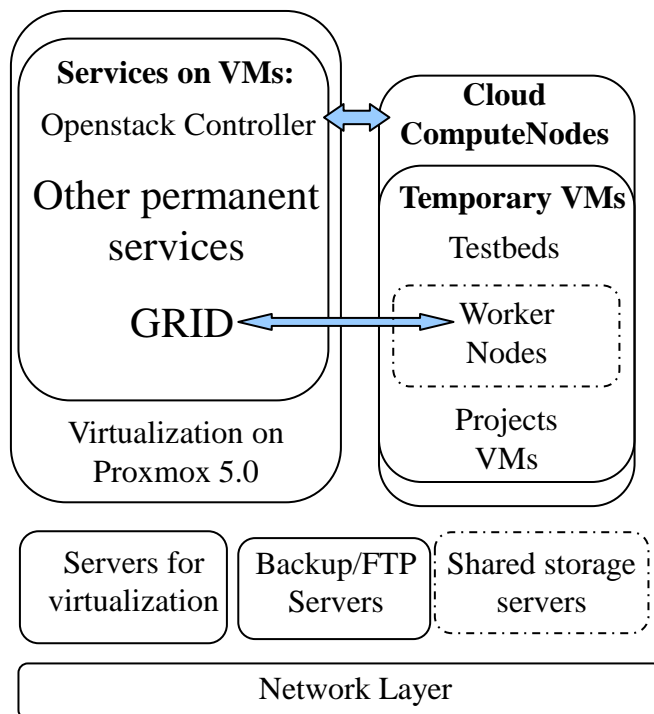 Services on VMs:
Openstack Controller
Other permanent
services
GRID
Virtualization on
Proxmox 5.0
Cloud
ComputeNodes
Temporary VMs
Testbeds
Worker
Nodes
Projects
VMs
Servers for
virtualization
Backup/FTP
Servers
Shared storage
servers
Network Layer